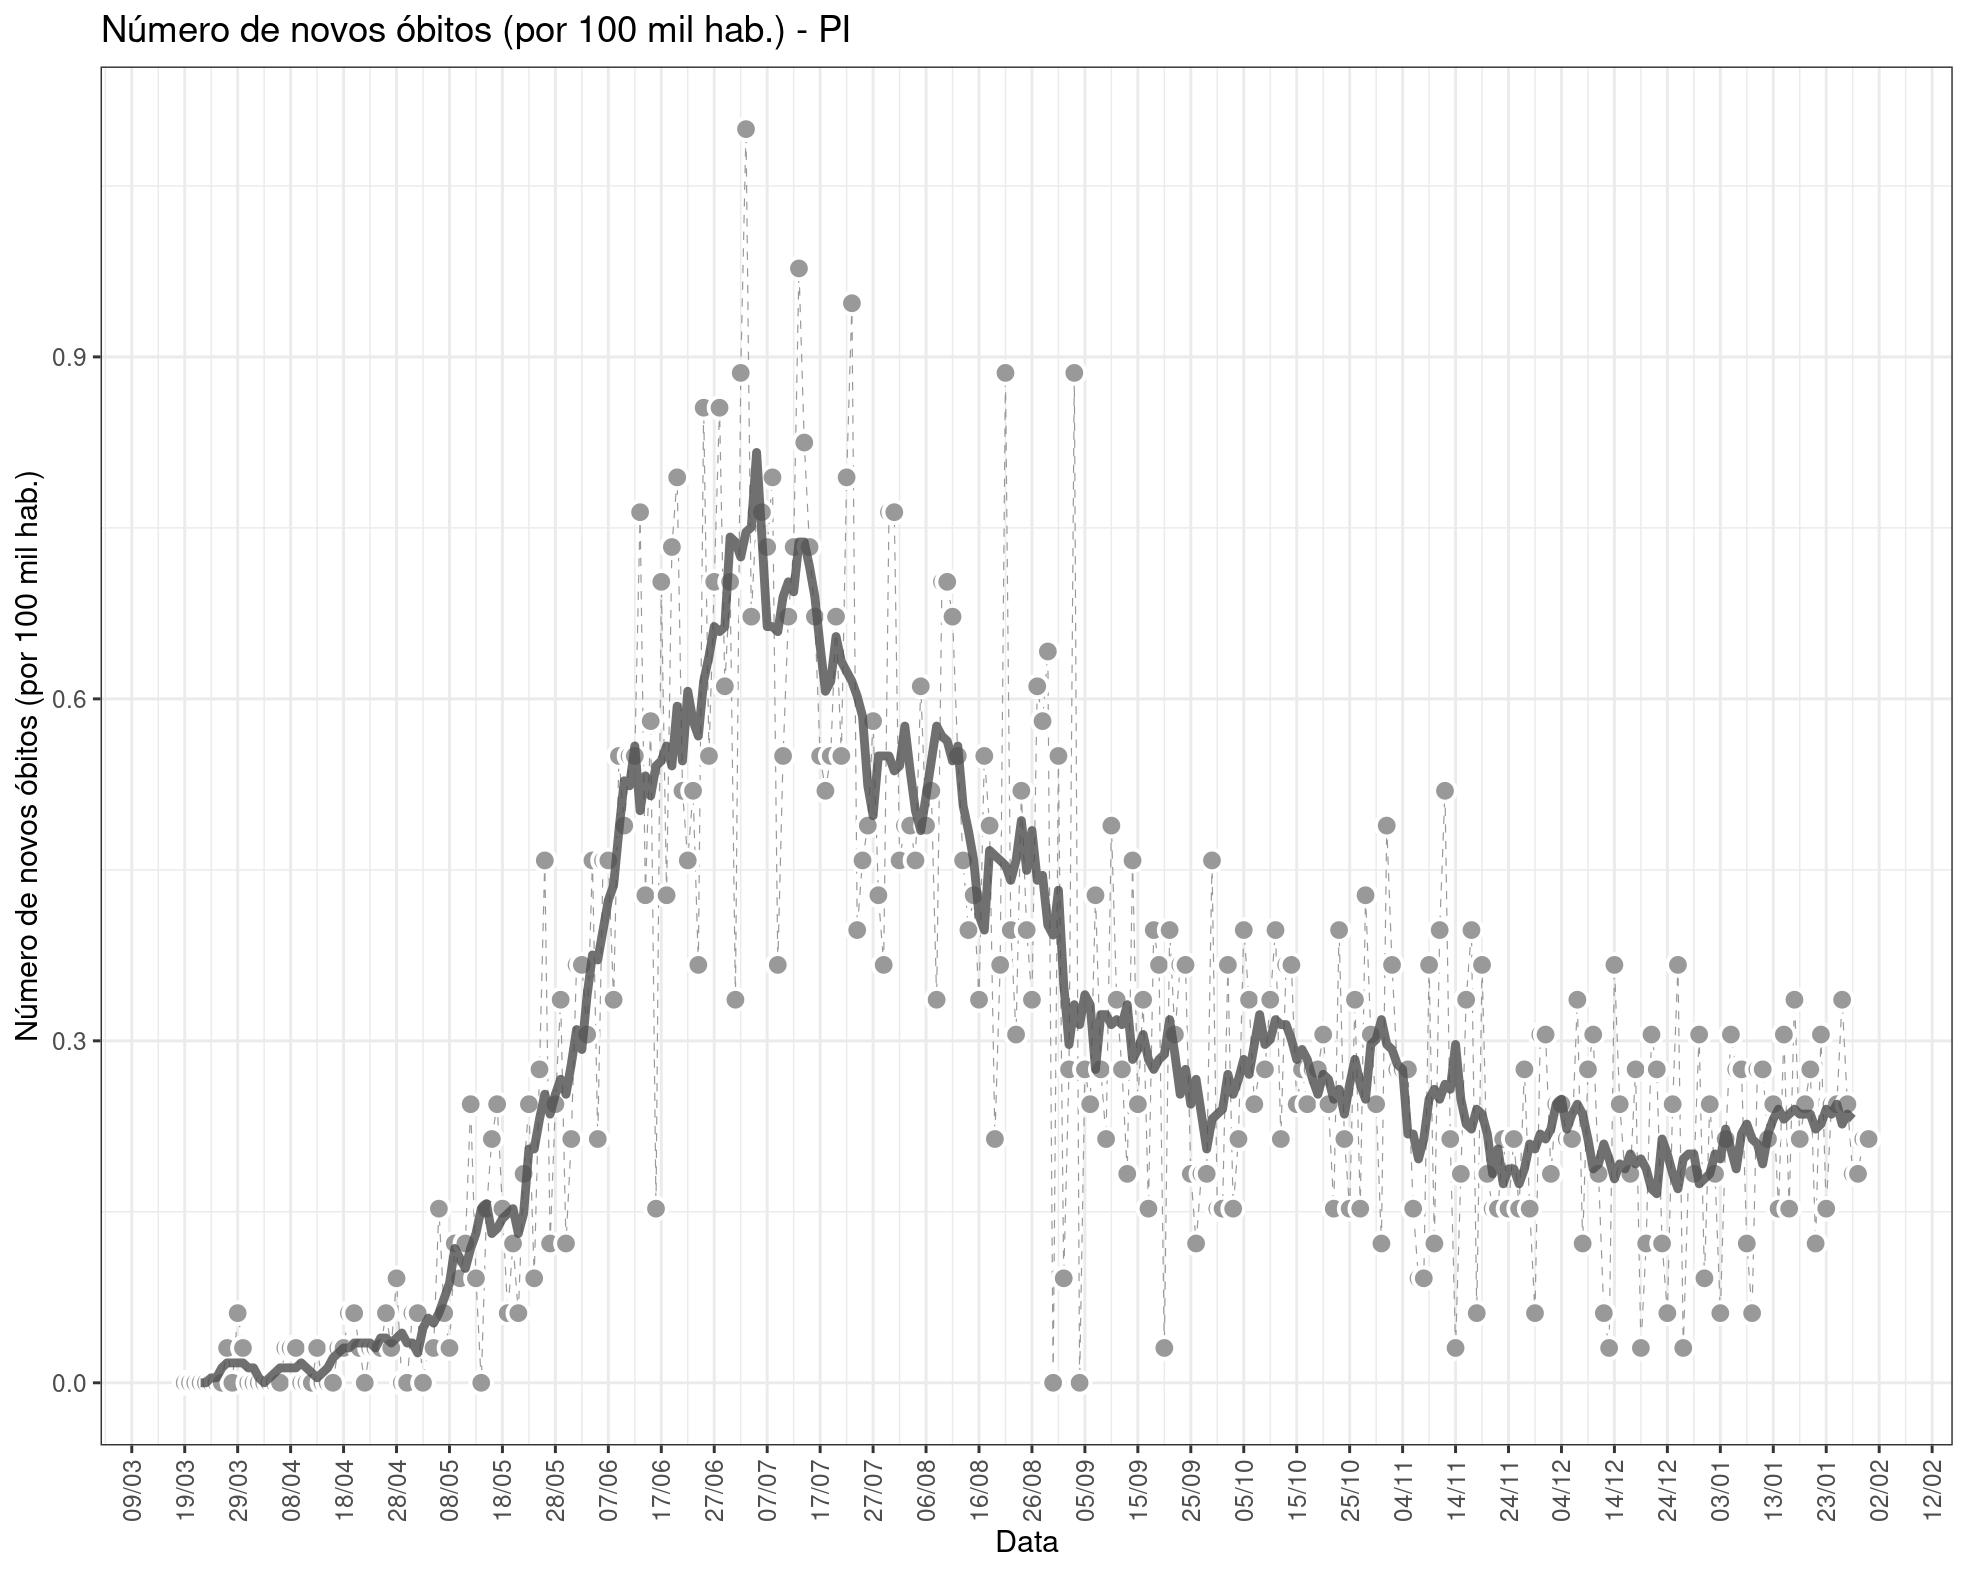 Número de novos óbitos (por 100 mil hab.) - PI
Número de novos óbitos (por 100 mil hab.)
0.9
0.6
0.3
0.0
09/03 19/03 29/03 08/04 18/04 28/04 08/05 18/05 28/05 07/06 17/06 27/06 07/07 17/07 27/07 06/08 16/08 26/08 05/09 15/09 25/09 05/10 15/10 25/10 04/11 14/11 24/11 04/12 14/12 24/12 03/01 13/01 23/01 02/02 12/02
Data